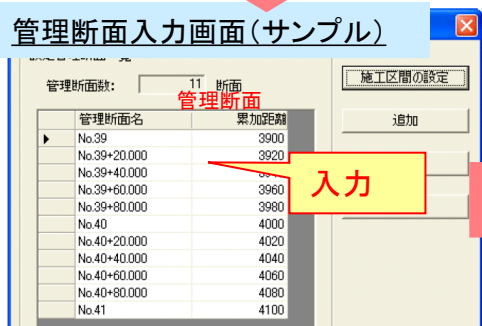 管理断面入力画面(サンプル)
管理断面数: 11 断面
施工区間の設定
管理断面
管理断面名 累加距離
追加
No.39 3900
No.39+20.000 3920
No.39+40.000
No.39+60.000 3960
No.39+80.000 3980
No.40 4000
No.40+20.000 4020
No.40+40.000 4040
No.40+60.000 4060
No.40+80.000 4080
No.41 4100
入力